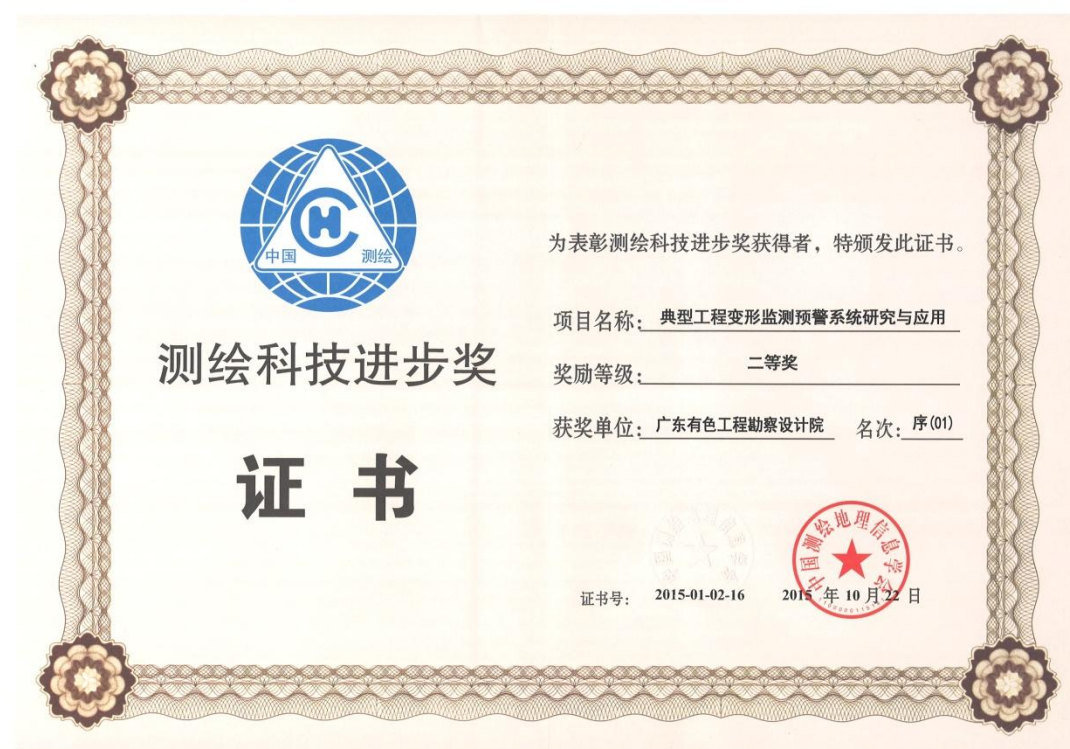 中国 测绘
测绘科技进步奖
证 书
为表彰测绘科技进步奖获得者，特颁发此证书。
项目名称: 典型工程变形监测预警系统研究与应用
奖励等级: 二等奖
获奖单位: 广东有色工程勘察设计院 名次: 序(01)
中国测绘地理信息学会
证书号: 2015-01-02-16 2015 年 10 月 22 日